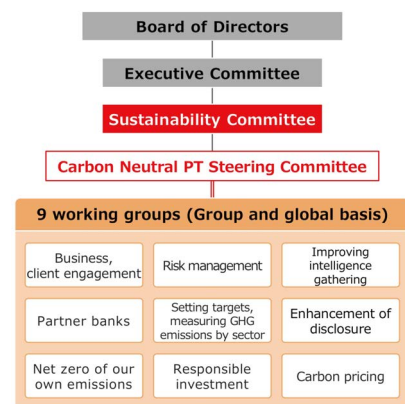 Board of Directors
Executive Committee
Sustainability Committee
Carbon Neutral PT Steering Committee
9 working groups (Group and global basis)
Business,
client engagement
Risk management
Improving
intelligence
gathering
Partner banks
Setting targets,
measuring GHG
emissions by sector
Enhancement of
disclosure
Net zero of our
own emissions
Responsible
investment
Carbon pricing